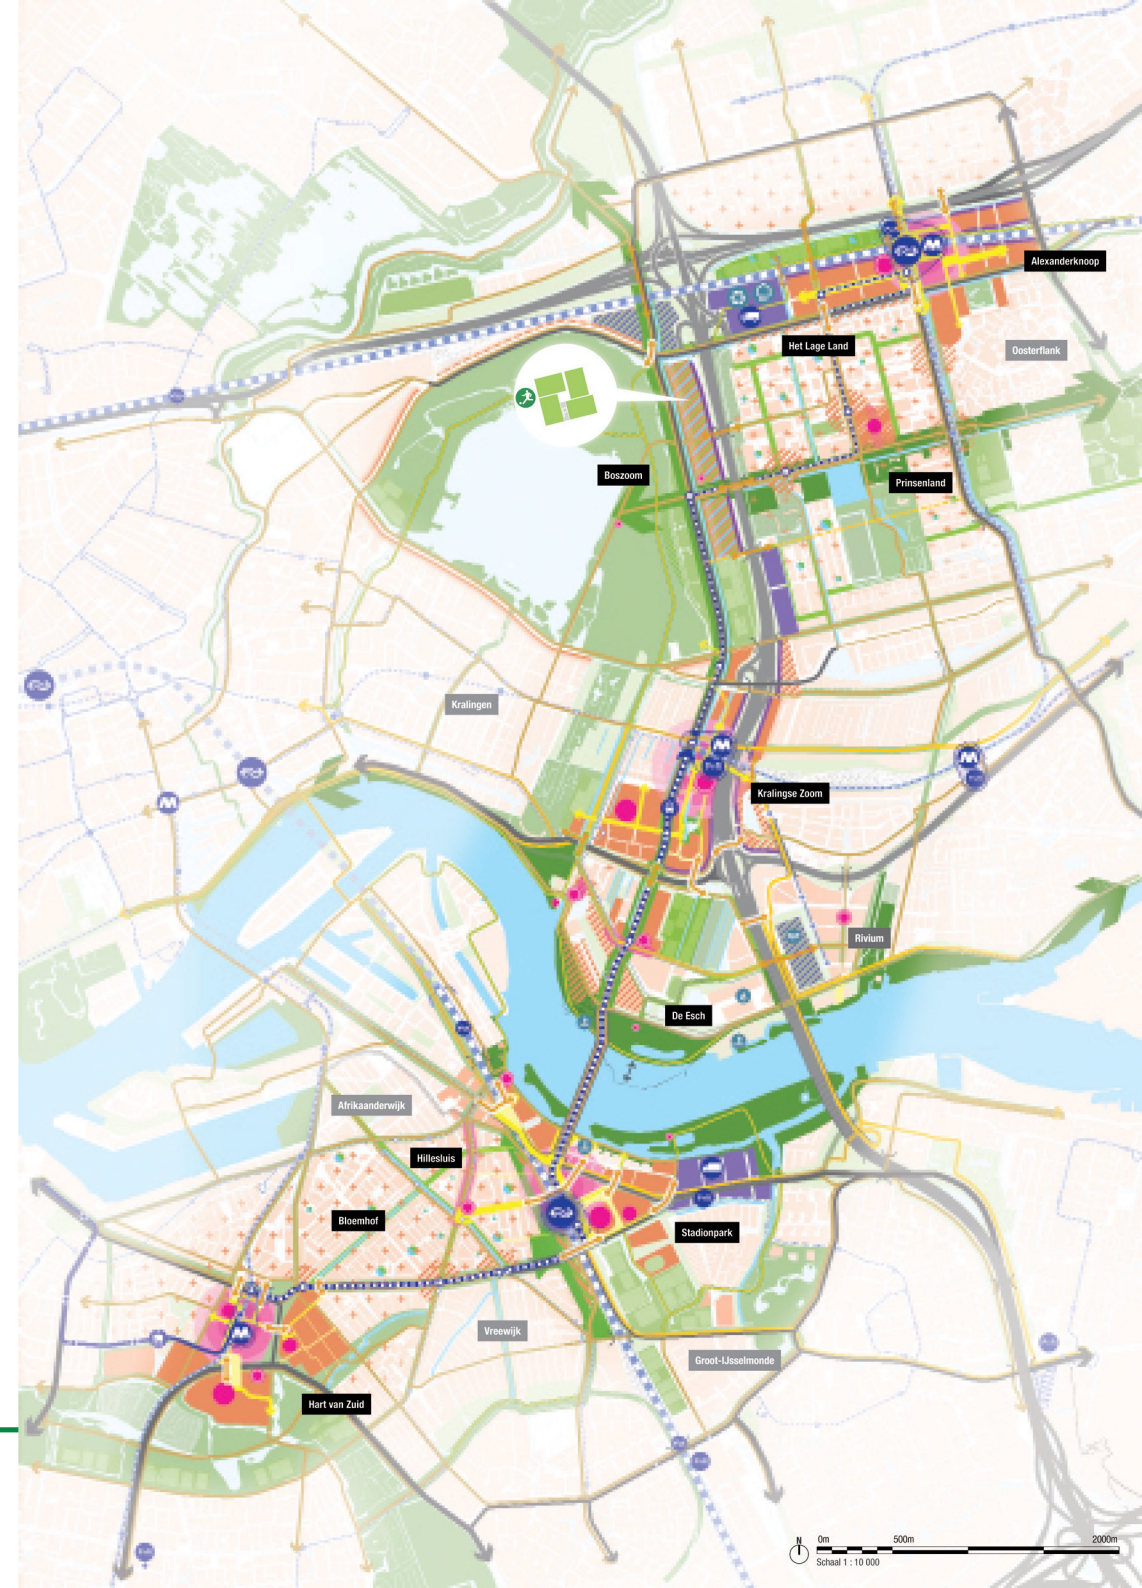 Alexanderknoop
Het Lage Land
Oosterflank
Boszoom
Prinsenland
Kralingen
Kralingse Zoom
Rivium
De Esch
Afrikaanderwijk
Hillesluis
Bloemhof
Stadionpark
Vreewijk
Groot-IJsselmonde
Hart van Zuid
N
0m 500m 2000m
Schaal 1 : 10 000